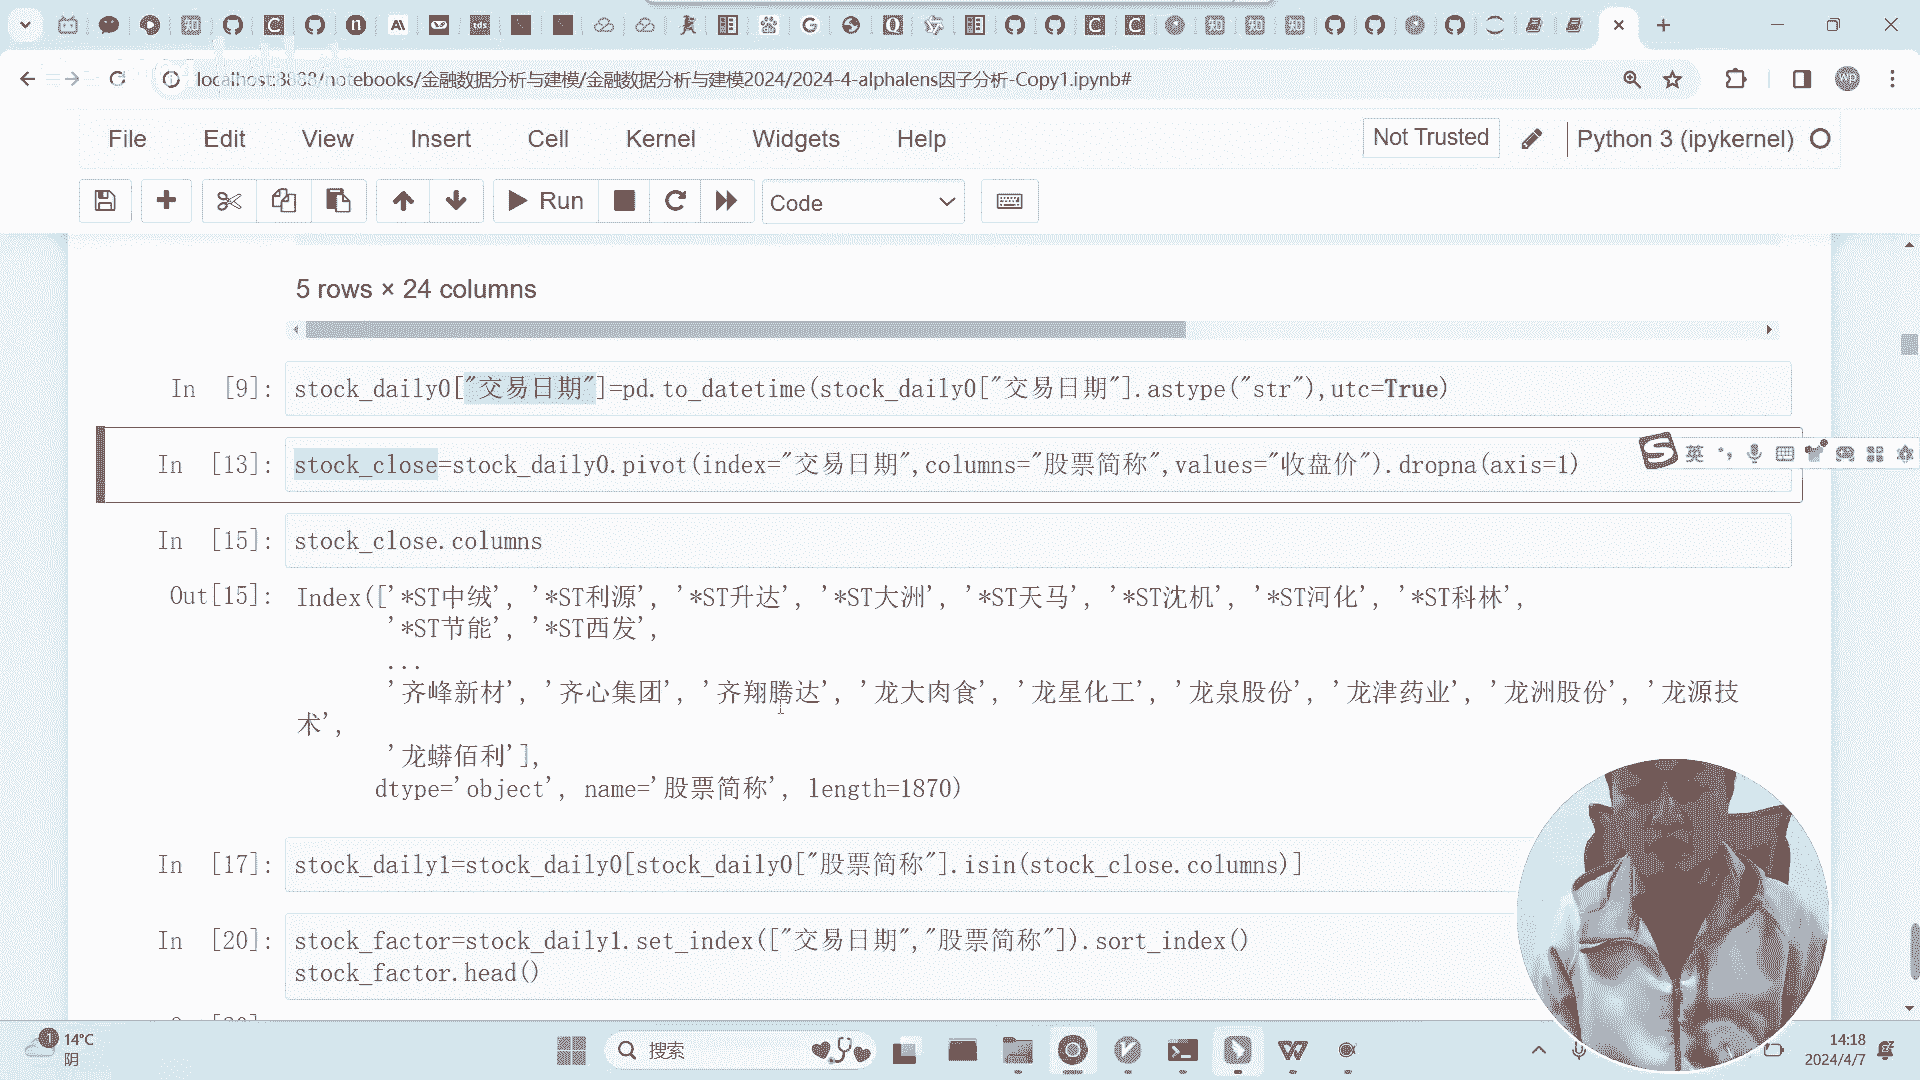 localhost:8888/notebooks/金融数据分析与建模/金融数据分析与建模2024/2024-4-alphalens因子分析-Copy1.ipynb#
File Edit View Insert Cell Kernel Widgets Help
Not Trusted
Python 3 (ipykernel)
Run
Code
5 rows × 24 columns
In [9]: stock_daily0["交易日期"]=pd.to_datetime(stock_daily0["交易日期"].astype("str"),utc=True)
In [13]: stock_close=stock_daily0.pivot(index="交易日期",columns="股票简称",values="收盘价").dropna(axis=1)
英
In [15]: stock_close.columns
Out[15]: Index(['*ST中绒', '*ST利源', '*ST升达', '*ST大洲', '*ST天马', '*ST沈机', '*ST河化', '*ST科林',
'*ST节能', '*ST西发',
...
'齐峰新材', '齐心集团', '齐翔腾达', '龙大肉食', '龙星化工', '龙泉股份', '龙津药业', '龙洲股份', '龙源技
术',
'龙蟒佰利'],
dtype='object', name='股票简称', length=1870)
In [17]: stock_daily1=stock_daily0[stock_daily0["股票简称"].isin(stock_close.columns)]
In [20]: stock_factor=stock_daily1.set_index(["交易日期","股票简称"]).sort_index()
stock_factor.head()
14°C
阴
搜索
14:18
2024/4/7